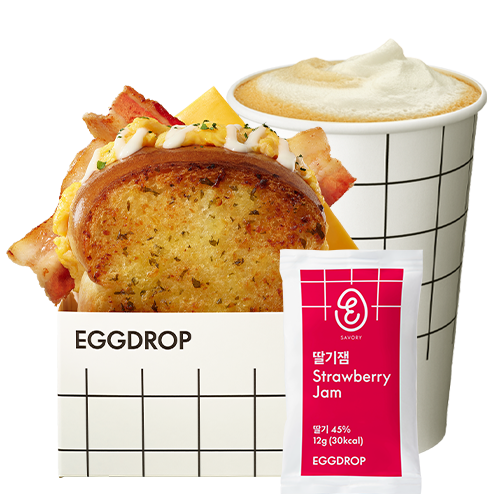 EGGDROP
SAVORY
딸기잼
Strawberry
Jam
딸기 45%
12g (30kcal)
EGGDROP